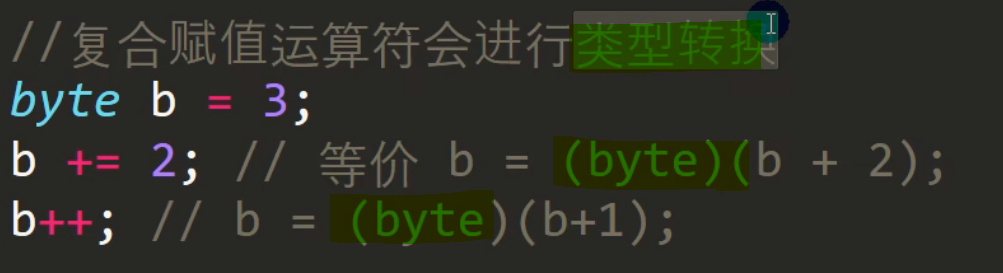 //复合赋值运算符会进行类型转换
byte b = 3;
b += 2; // 等价 b = (byte)(b + 2);
b++; // b = (byte)(b+1);